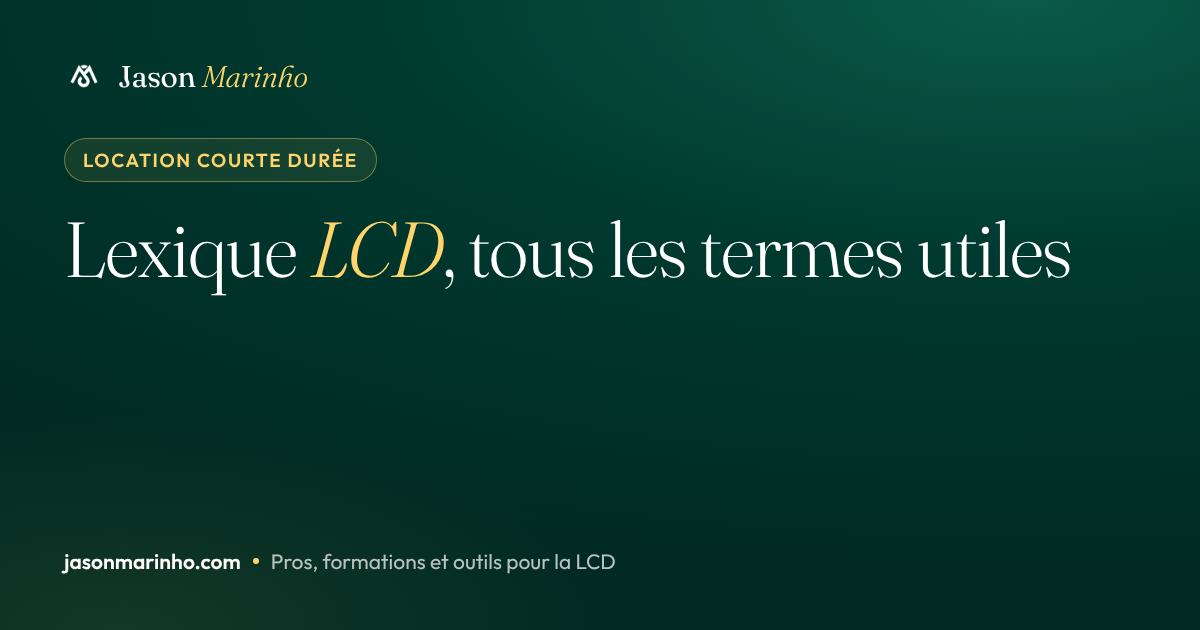 Jason Marinho
LOCATION COURTE DURÉE
Lexique LCD, tous les termes utiles
jasonmarinho.com • Pros, formations et outils pour la LCD